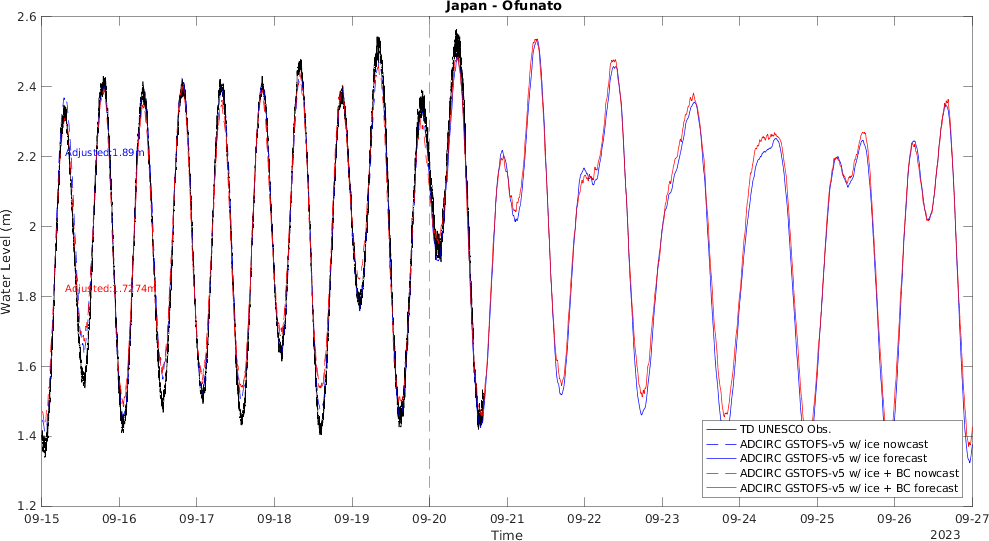 Japan - Ofunato
2.6
2.4
2.2
2
1.8
1.6
1.4
1.2
Water Level (m)
Adjusted:1.89m
Adjusted:1.7274m
TD UNESCO Obs.
ADCIRC GSTOFS-v5 w/ ice nowcast
ADCIRC GSTOFS-v5 w/ ice forecast
ADCIRC GSTOFS-v5 w/ ice + BC nowcast
ADCIRC GSTOFS-v5 w/ ice + BC forecast
09-15 09-16 09-17 09-18 09-19 09-20 09-21 09-22 09-23 09-24 09-25 09-26 09-27
Time
2023